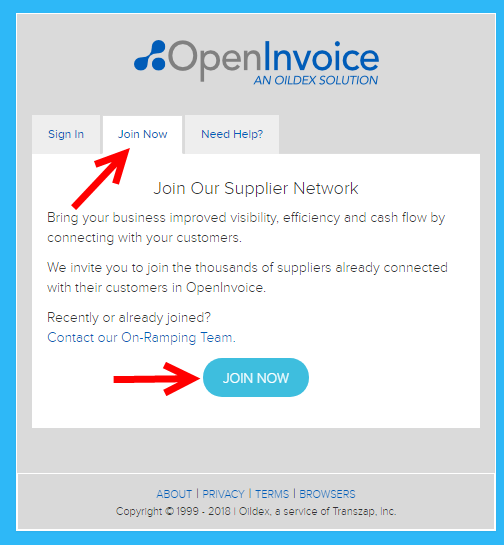 OpenInvoice
AN OILDEX SOLUTION
Sign In Join Now Need Help?
Join Our Supplier Network
Bring your business improved visibility, efficiency and cash flow by
connecting with your customers.
We invite you to join the thousands of suppliers already connected
with their customers in OpenInvoice.
Recently or already joined?
Contact our On-Ramping Team.
JOIN NOW
ABOUT | PRIVACY | TERMS | BROWSERS
Copyright © 1999 - 2018 | Oildex, a service of Transzap, Inc.